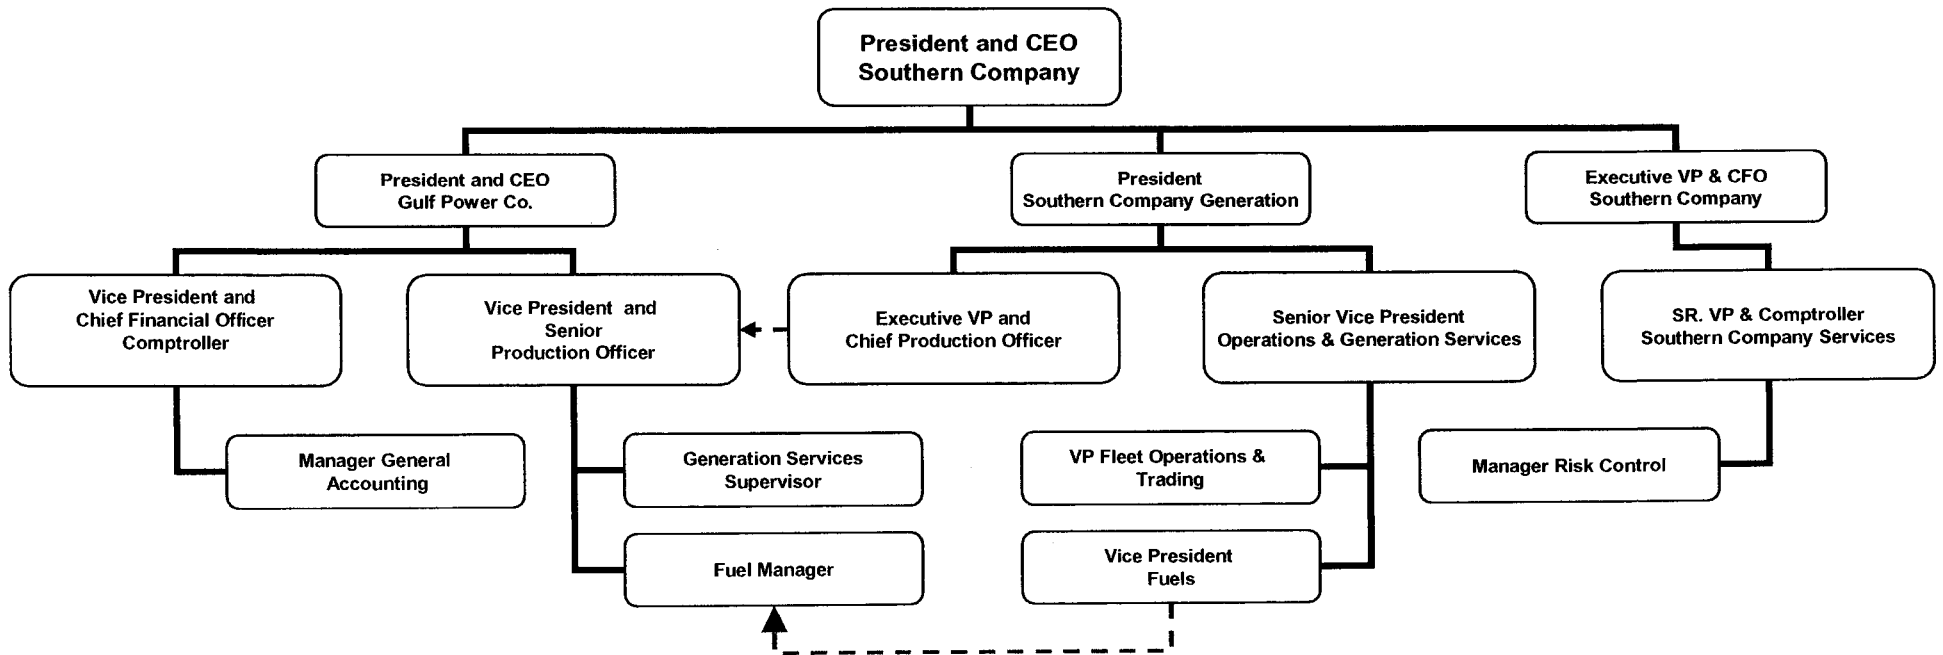 President and CEO
Southern Company
President and CEO
Gulf Power Co.
President
Southern Company Generation
Executive VP & CFO
Southern Company
Vice President and
Chief Financial Officer
Comptroller
Vice President and
Senior
Production Officer
Executive VP and
Chief Production Officer
Senior Vice President
Operations & Generation Services
SR. VP & Comptroller
Southern Company Services
Manager General
Accounting
Generation Services
Supervisor
VP Fleet Operations &
Trading
Manager Risk Control
Fuel Manager
Vice President
Fuels